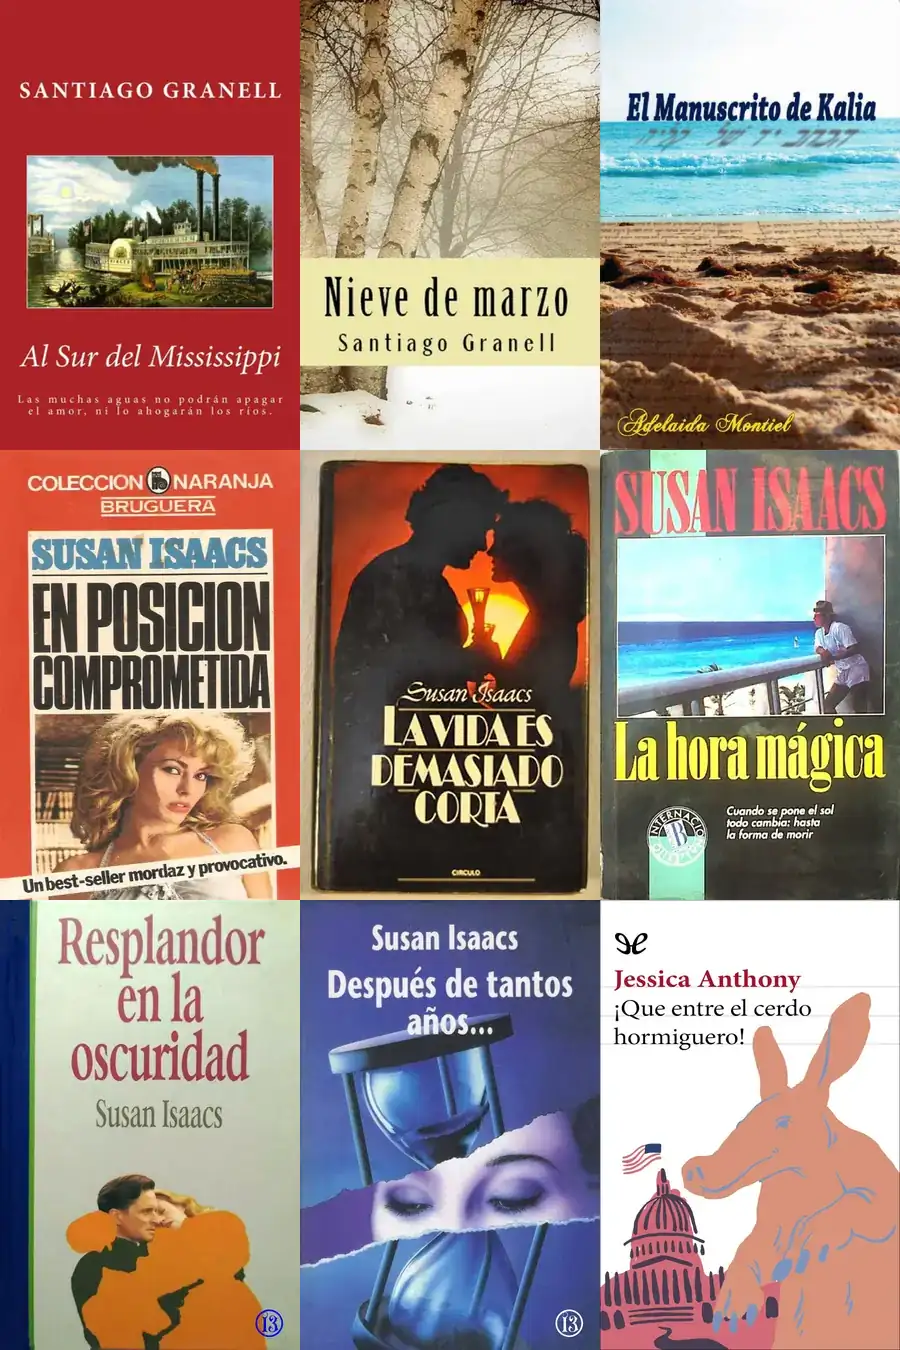 SANTIAGO GRANELL
Al Sur del Mississippi
Las muchas aguas no podrán apagar
el amor, ni lo ahogarán los ríos.
Nieve de marzo
Santiago Granell
El Manuscrito de Kalia
Adelaida Montiel
COLECCION NARANJA
BRUGUERA
SUSAN ISAACS
EN POSICION
COMPROMETIDA
Un best-seller mordaz y provocativo.
Susan Isaacs
LA VIDA ES
DEMASIADO
CORTA
CIRCULO
SUSAN ISAACS
La hora mágica
Cuando se pone el sol
todo cambia: hasta
la forma de morir
Resplandor
en la
oscuridad
Susan Isaacs
13
Susan Isaacs
Después de tantos
años...
13
Jessica Anthony
¡Que entre el cerdo
hormiguero!